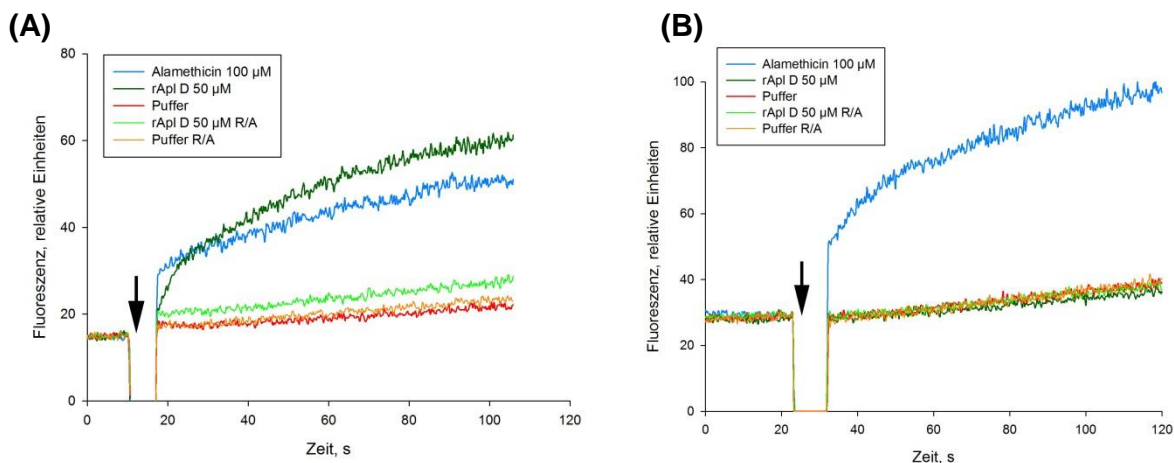 (A)
80
60
40
20
0
Fluoreszenz, relative Einheiten
Alamethicin 100 µM
rApl D 50 µM
Puffer
rApl D 50 µM R/A
Puffer R/A
0 20 40 60 80 100 120
Zeit, s
(B)
100
80
60
40
20
0
Fluoreszenz, relative Einheiten
Alamethicin 100 µM
rApl D 50 µM
Puffer
rApl D 50 µM R/A
Puffer R/A
0 20 40 60 80 100 120
Zeit, s